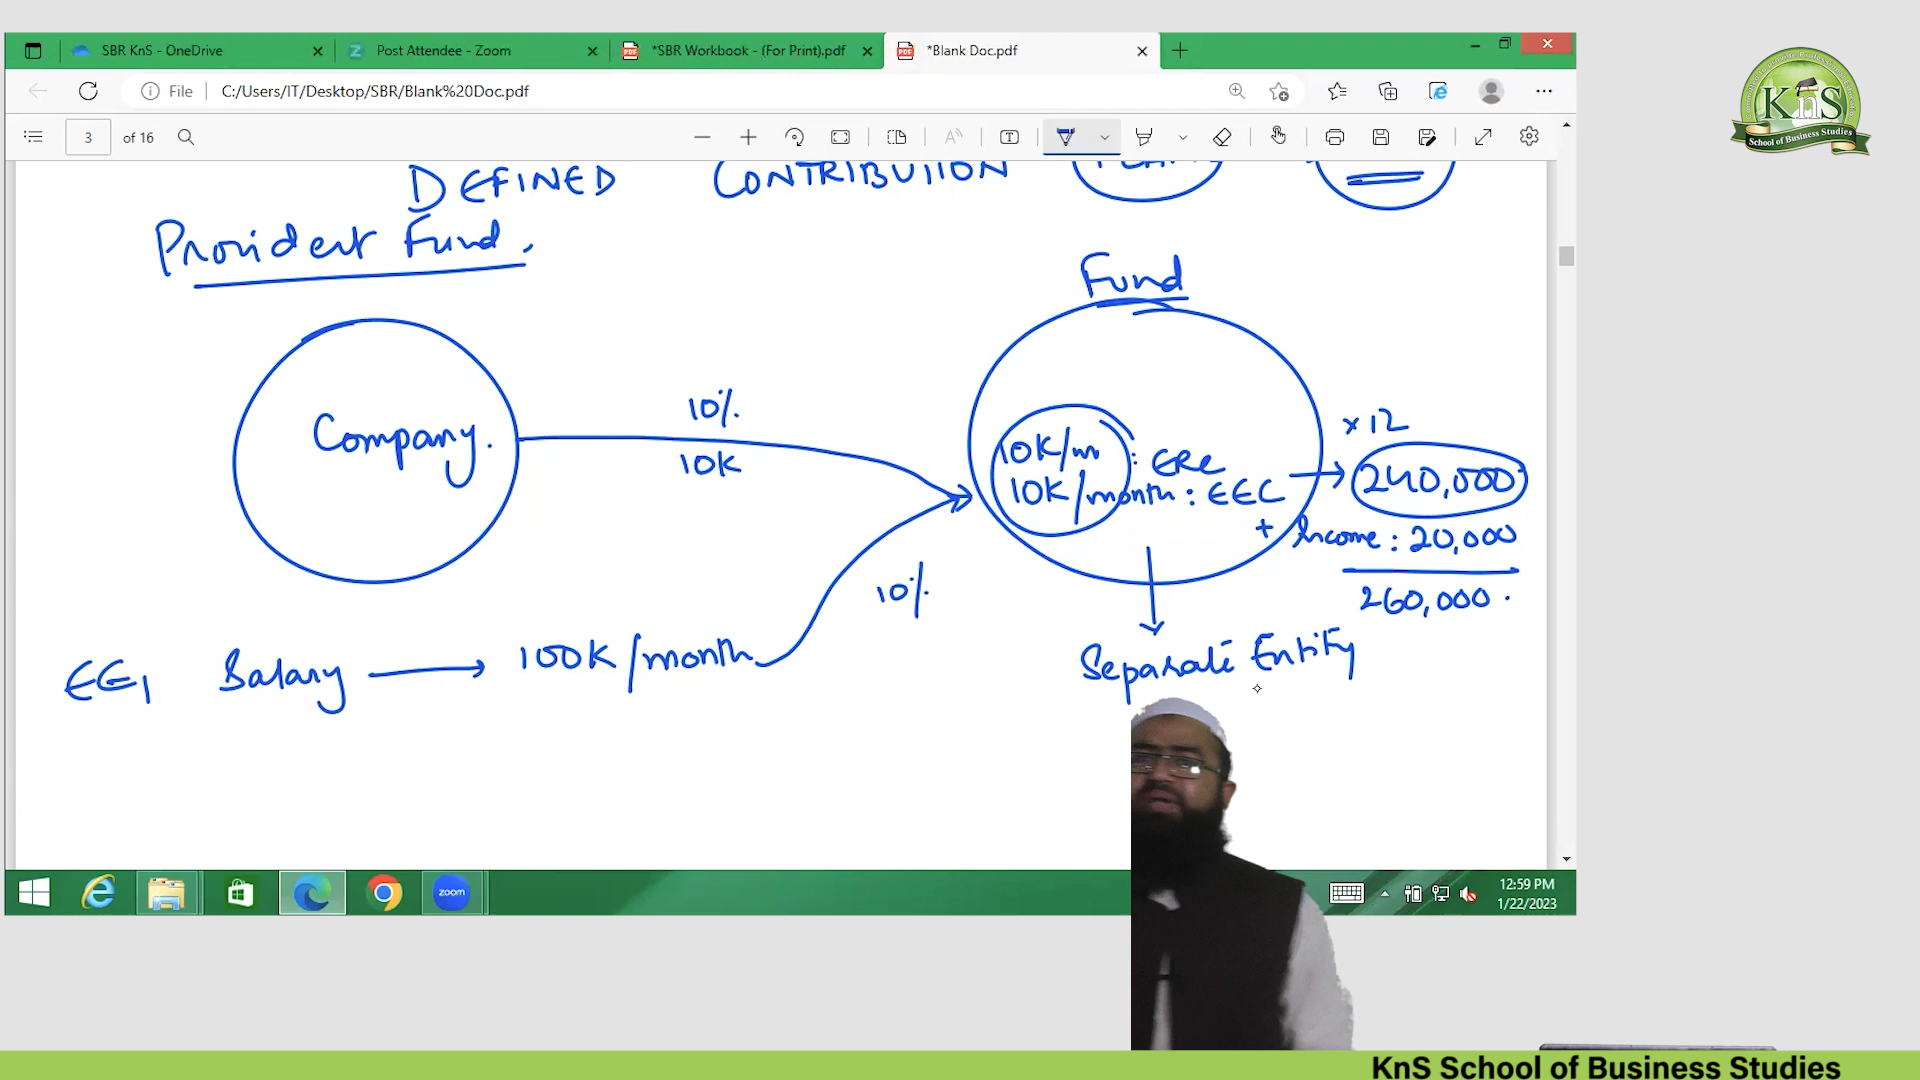 SBR KnS - OneDrive
Post Attendee - Zoom
*SBR Workbook - (For Print).pdf
*Blank Doc.pdf
File
C:/Users/IT/Desktop/SBR/Blank%20Doc.pdf
3 of 16
DEFINED CONTRIBUTION
Provident Fund.
Fund
Company.
10%
10K
10K/m : ERC
10K/month : EEC
x12
240,000
+ Income : 20,000
260,000
10%
EE1 Salary 100K/month
Separate Entity
zoom
12:59 PM
1/22/2023
KnS
School of Business Studies
KnS School of Business Studies